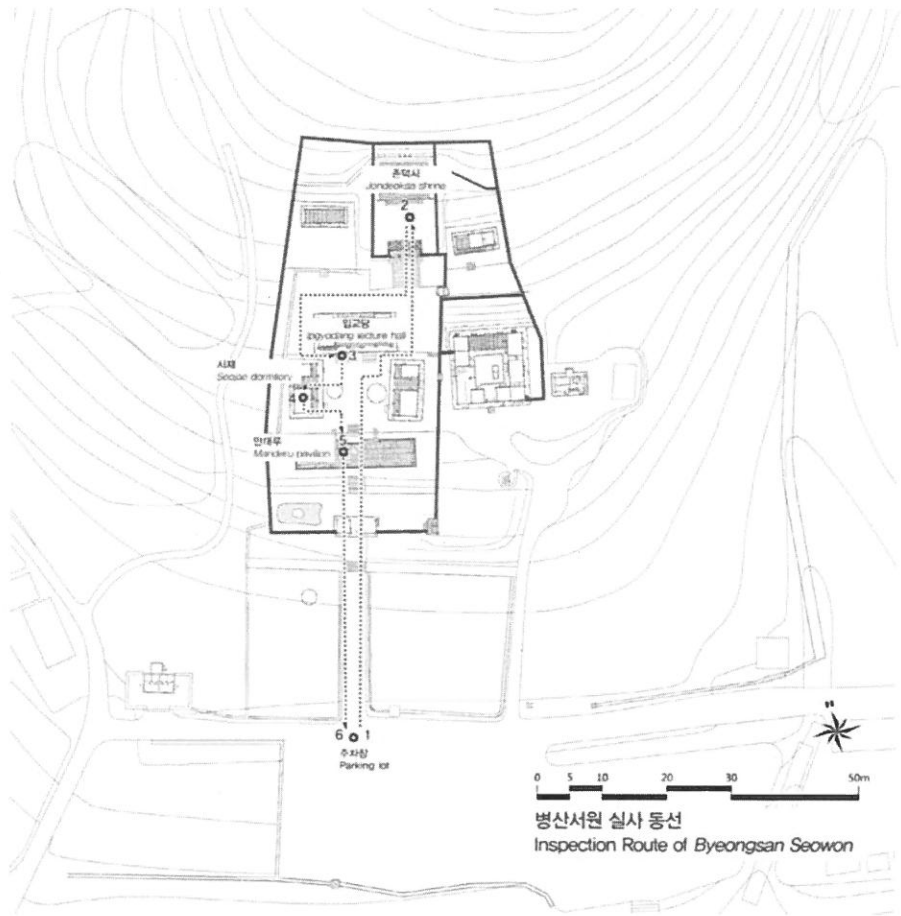 존덕사
Jondeoksa shrine
2
입교당
Ipgyodang lecture hall
3
서재
Seojae dormitory
4
만대루
Mandaeru pavilion
5
6 1
주차장
Parking lot
0 5 10 20 30 50m
병산서원 실사 동선
Inspection Route of Byeongsan Seowon